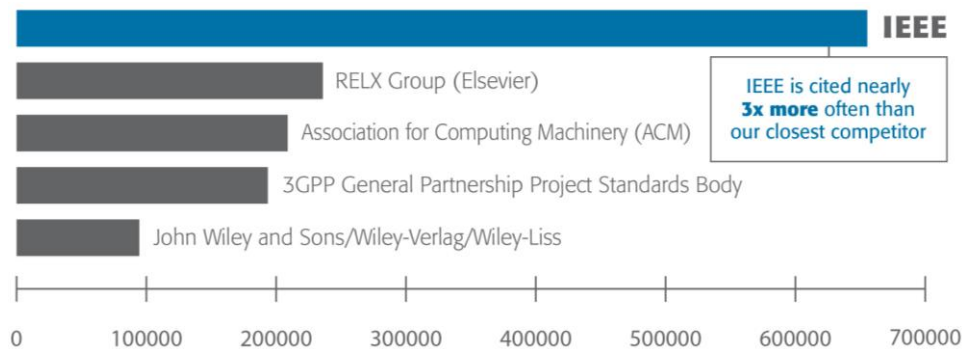 IEEE
RELX Group (Elsevier)
IEEE is cited nearly
3x more often than
our closest competitor
Association for Computing Machinery (ACM)
3GPP General Partnership Project Standards Body
John Wiley and Sons/Wiley-Verlag/Wiley-Liss
0 100000 200000 300000 400000 500000 600000 700000